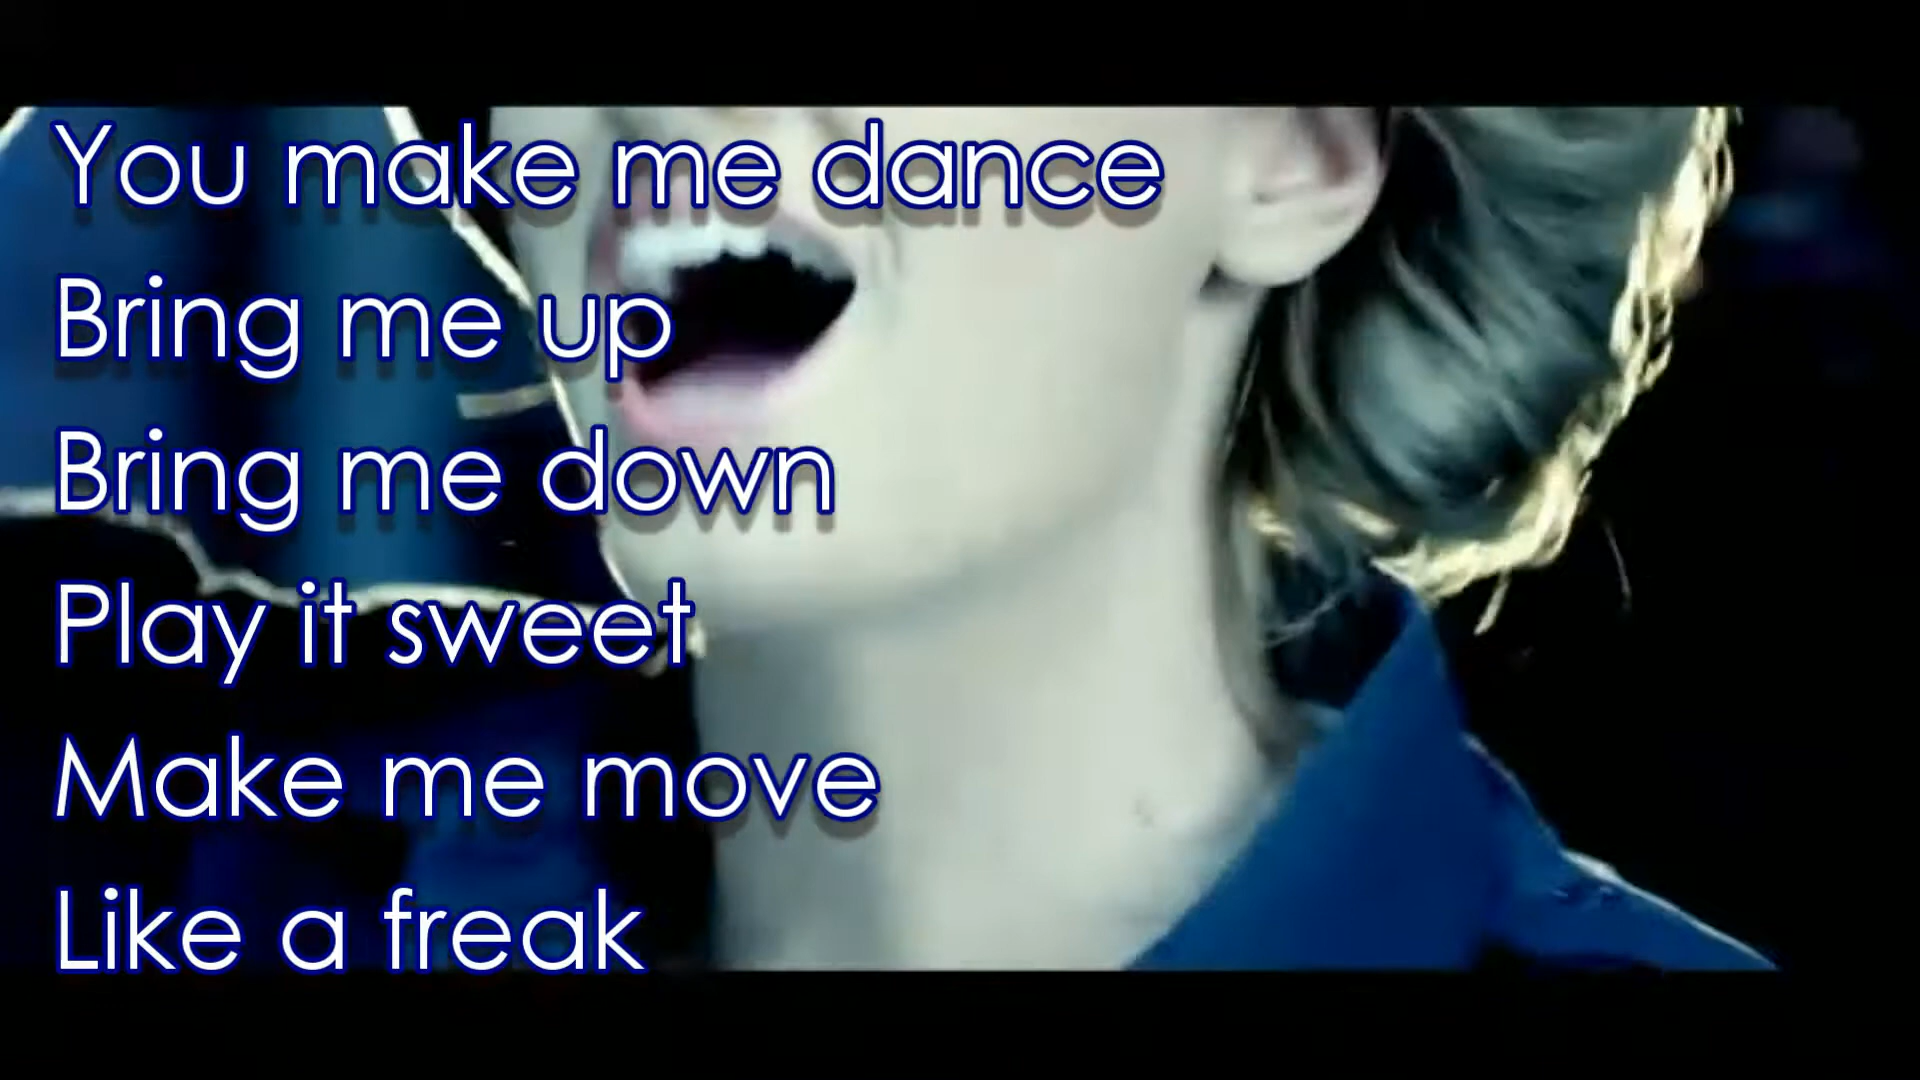 You make me dance
Bring me up
Bring me down
Play it sweet
Make me move
Like a freak